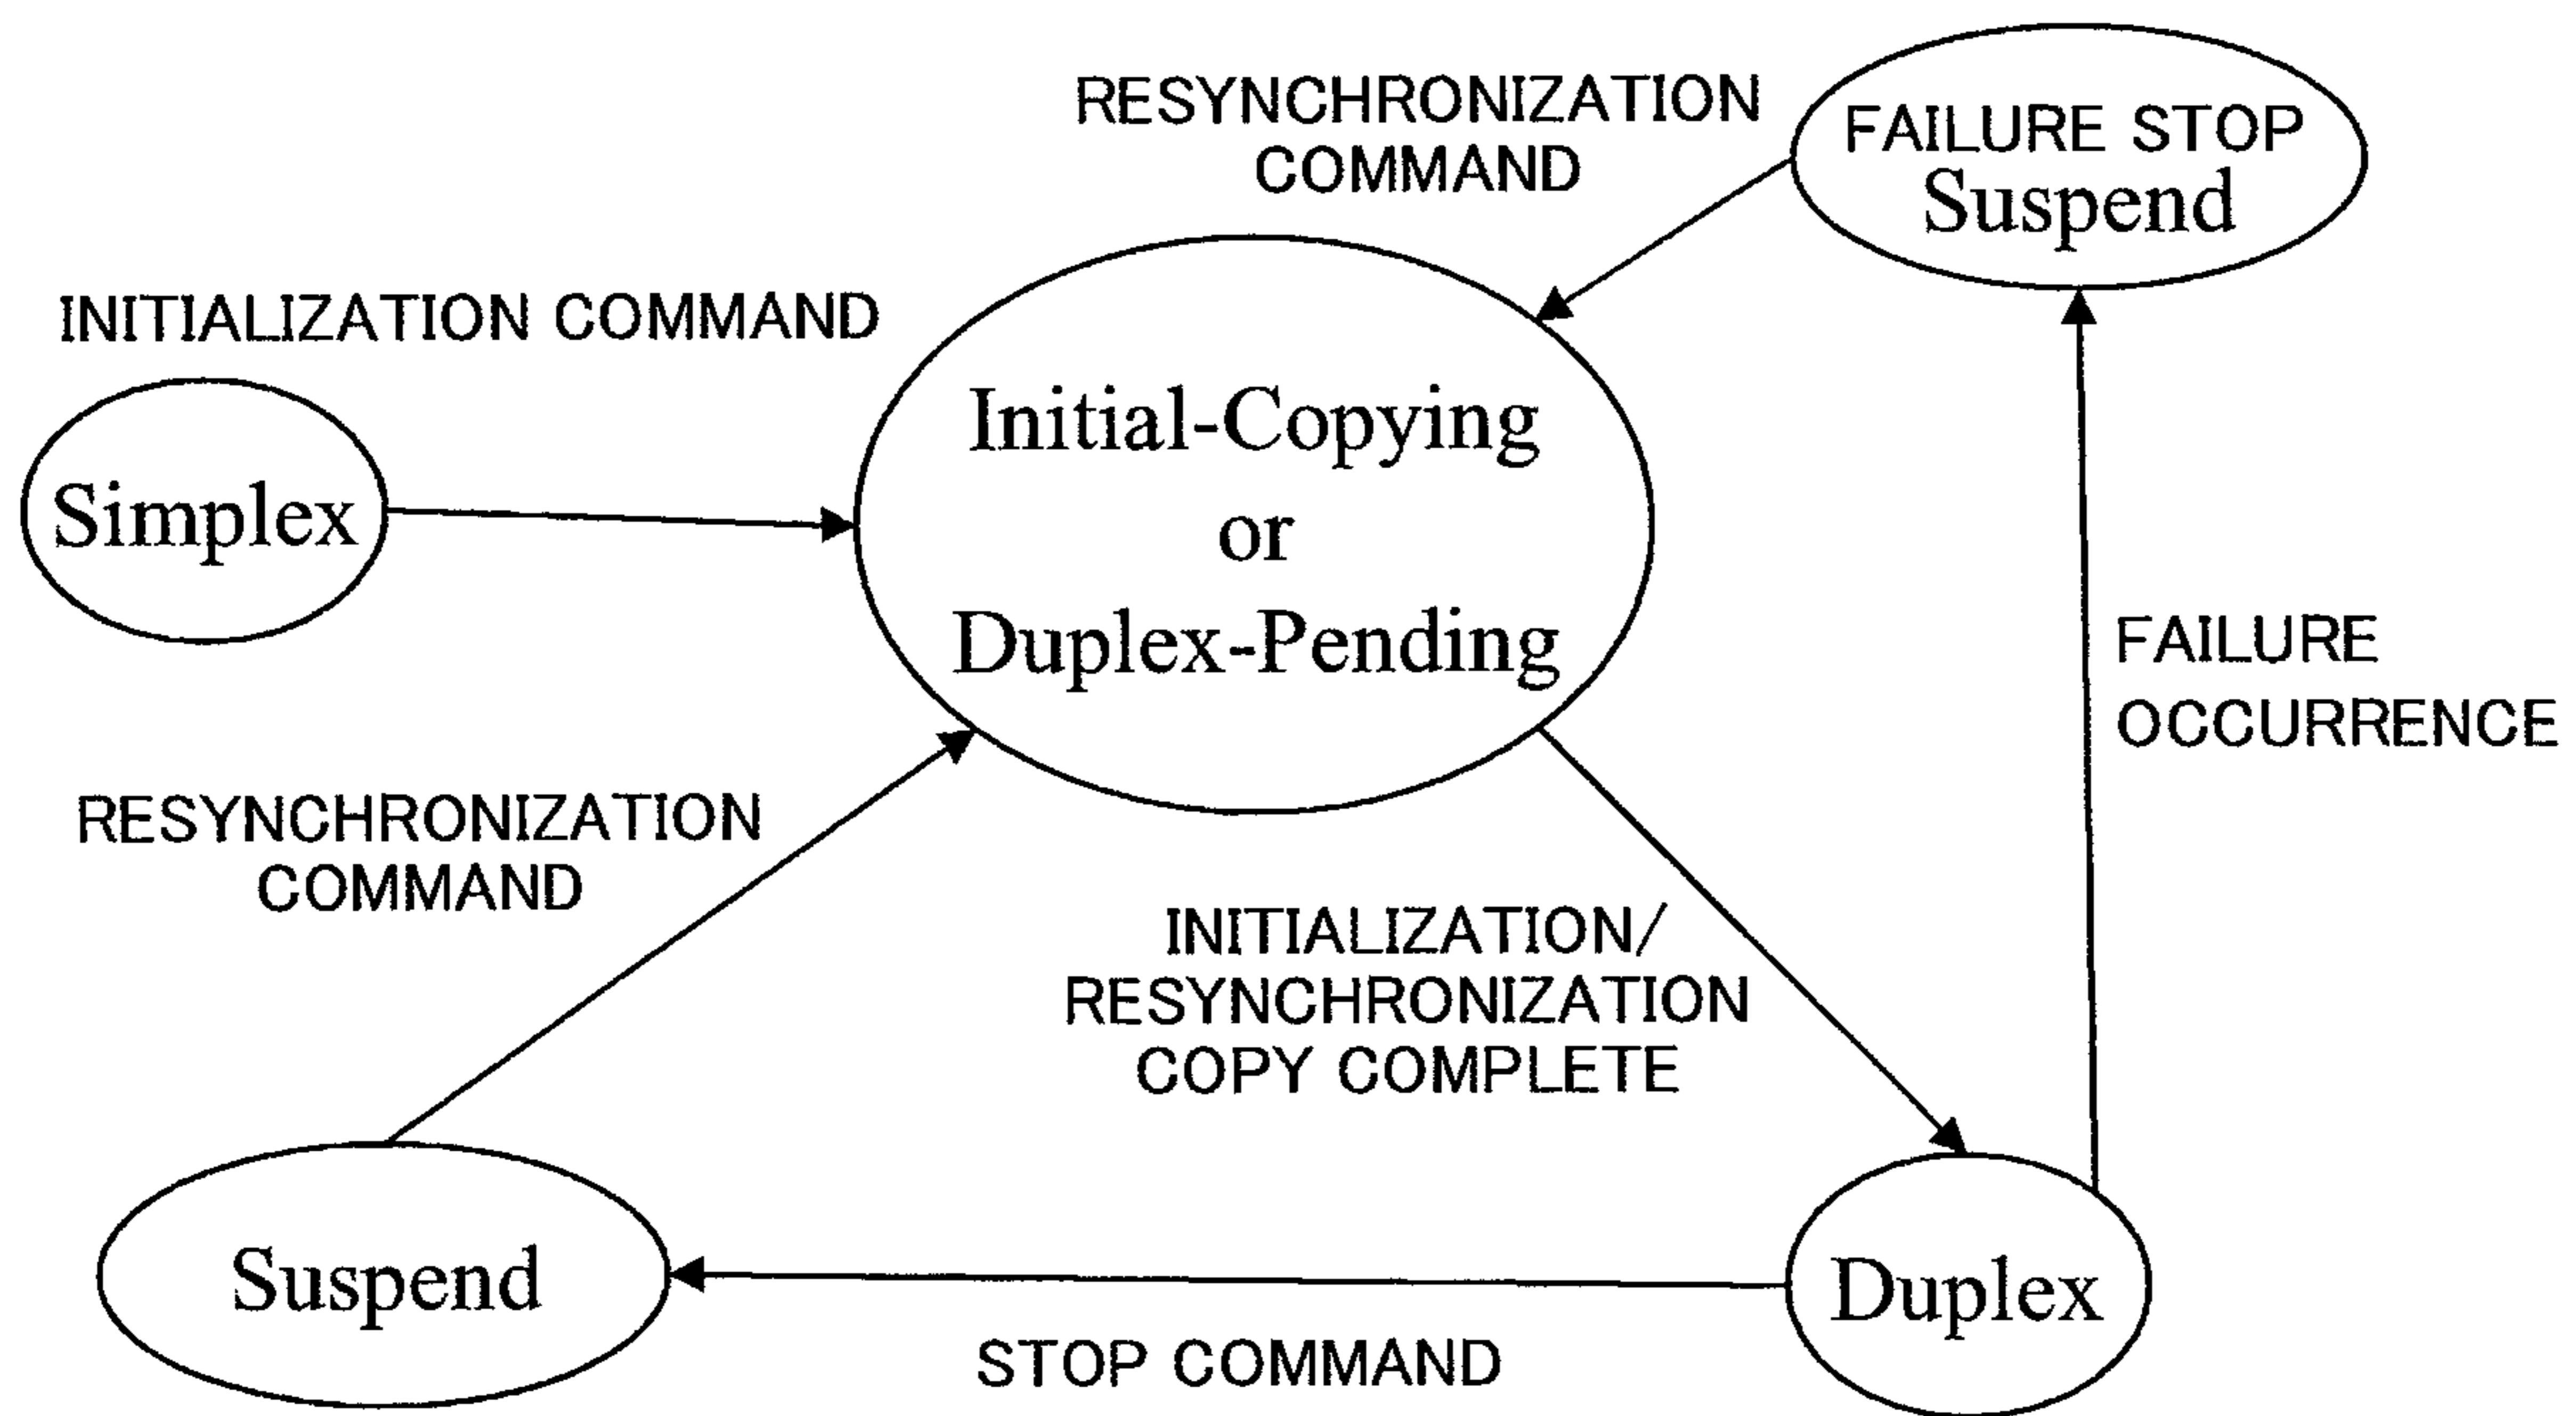 RESYNCHRONIZATION
COMMAND
FAILURE STOP
Suspend
INITIALIZATION COMMAND
Simplex
Initial-Copying
or
Duplex-Pending
FAILURE
OCCURRENCE
RESYNCHRONIZATION
COMMAND
INITIALIZATION/
RESYNCHRONIZATION
COPY COMPLETE
Suspend
Duplex
STOP COMMAND